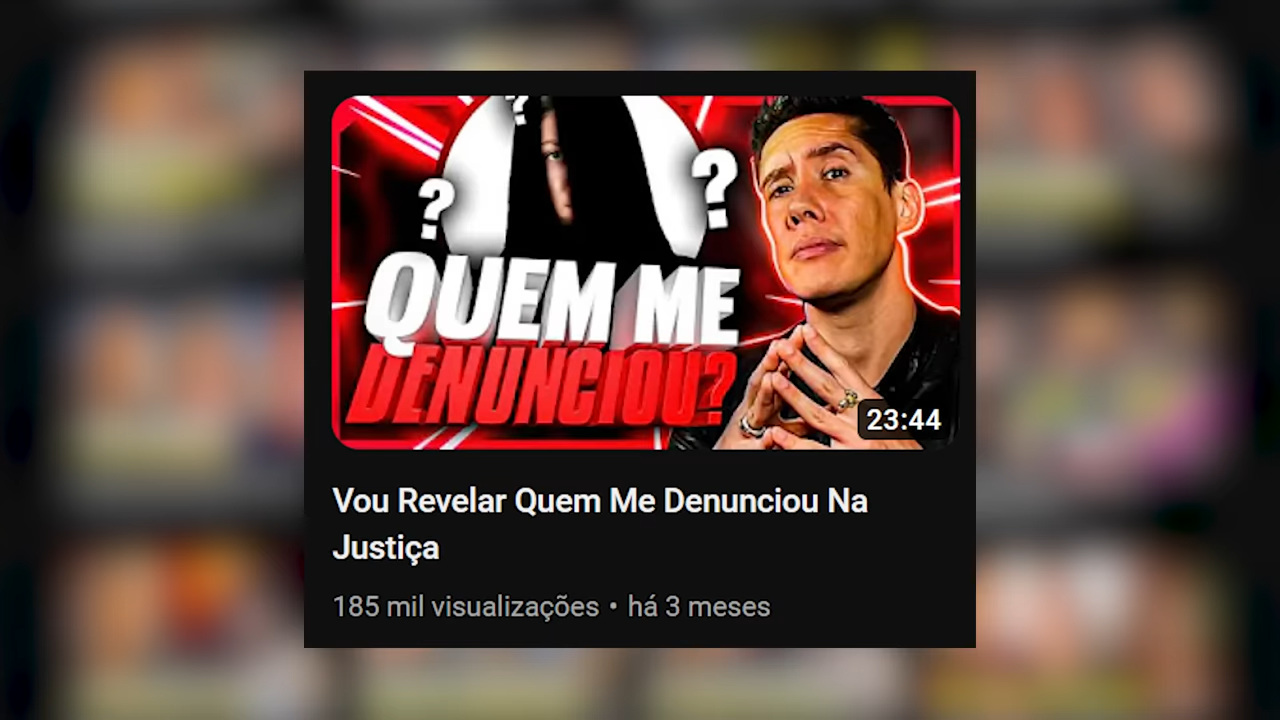 ?
?
?
QUEM ME
DENUNCIOU?
23:44
Vou Revelar Quem Me Denunciou Na
Justiça
185 mil visualizações • há 3 meses